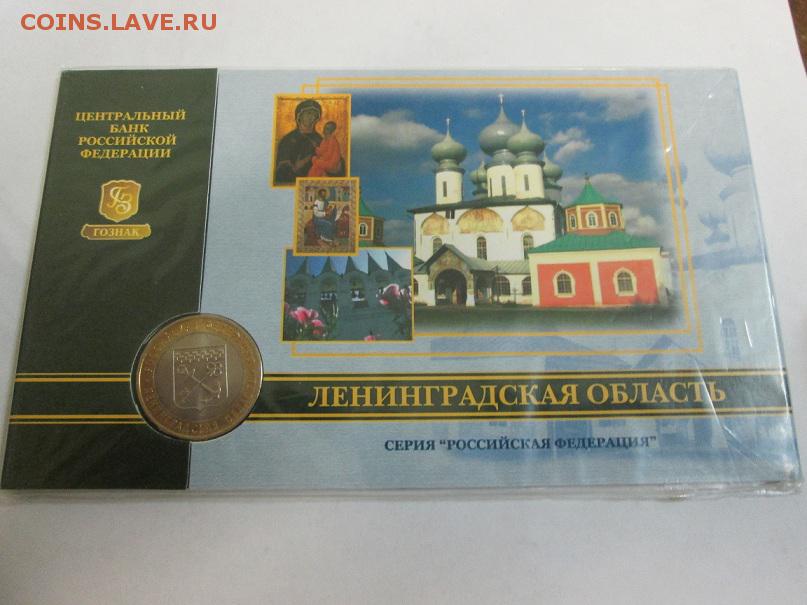 COINS.LAVE.RU
ЦЕНТРАЛЬНЫЙ
БАНК
РОССИЙСКОЙ
ФЕДЕРАЦИИ
ГОЗНАК
ЛЕНИНГРАДСКАЯ ОБЛАСТЬ
СЕРИЯ "РОССИЙСКАЯ ФЕДЕРАЦИЯ"